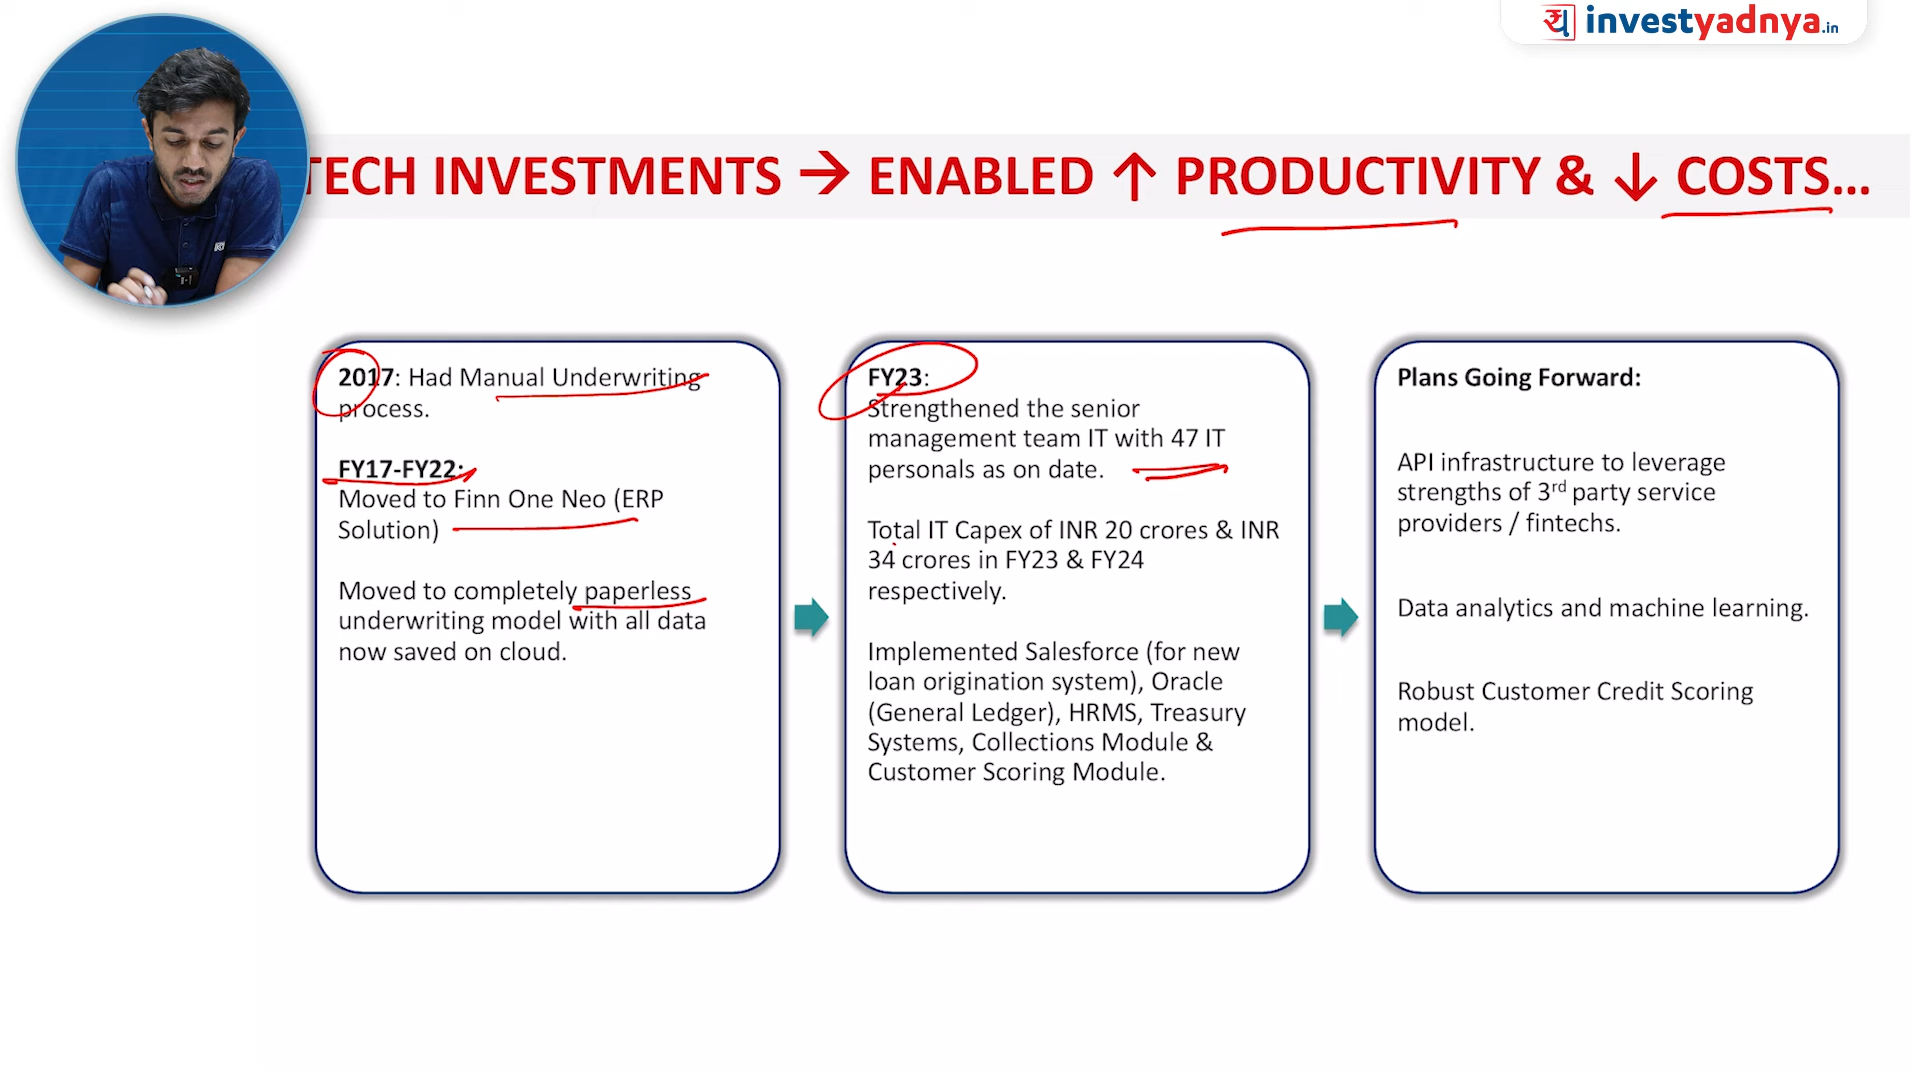 investyadnya.in
TECH INVESTMENTS → ENABLED ↑ PRODUCTIVITY & ↓ COSTS...
2017: Had Manual Underwriting
process.
FY17-FY22:
Moved to Finn One Neo (ERP
Solution)
Moved to completely paperless
underwriting model with all data
now saved on cloud.
FY23:
Strengthened the senior
management team IT with 47 IT
personals as on date.
Total IT Capex of INR 20 crores & INR
34 crores in FY23 & FY24
respectively.
Implemented Salesforce (for new
loan origination system), Oracle
(General Ledger), HRMS, Treasury
Systems, Collections Module &
Customer Scoring Module.
Plans Going Forward:
API infrastructure to leverage
strengths of 3rd party service
providers / fintechs.
Data analytics and machine learning.
Robust Customer Credit Scoring
model.